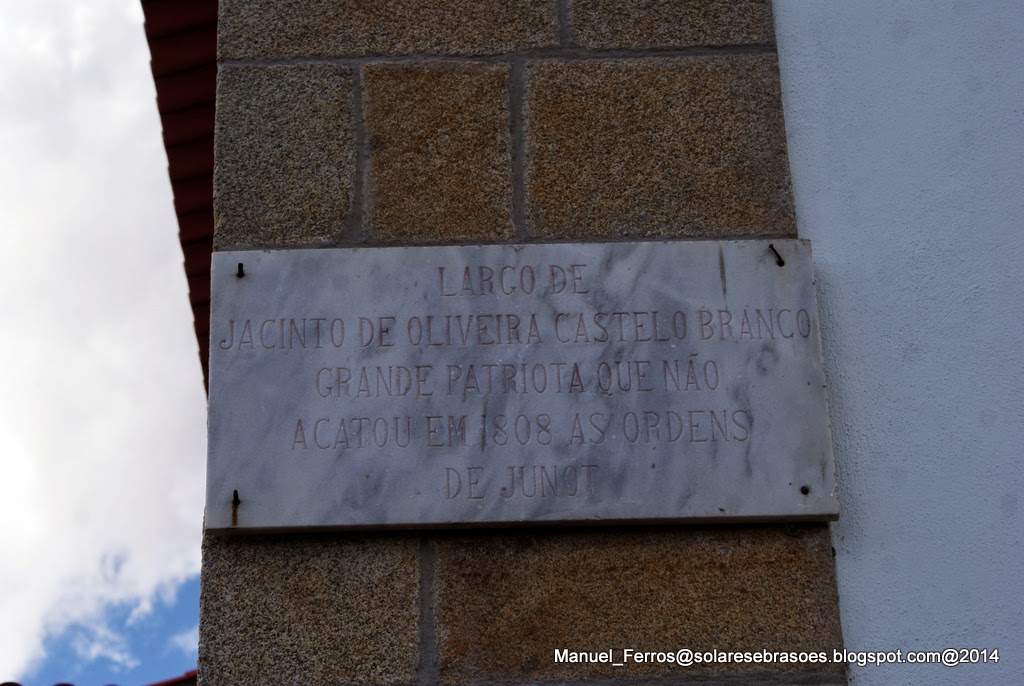 LARGO DE
JACINTO DE OLIVEIRA CASTELO BRANCO
GRANDE PATRIOTA QUE NÃO
ACATOU EM 1808 AS ORDENS
DE JUNOT
Manuel_Ferros@solaresebrasoes.blogspot.com@2014